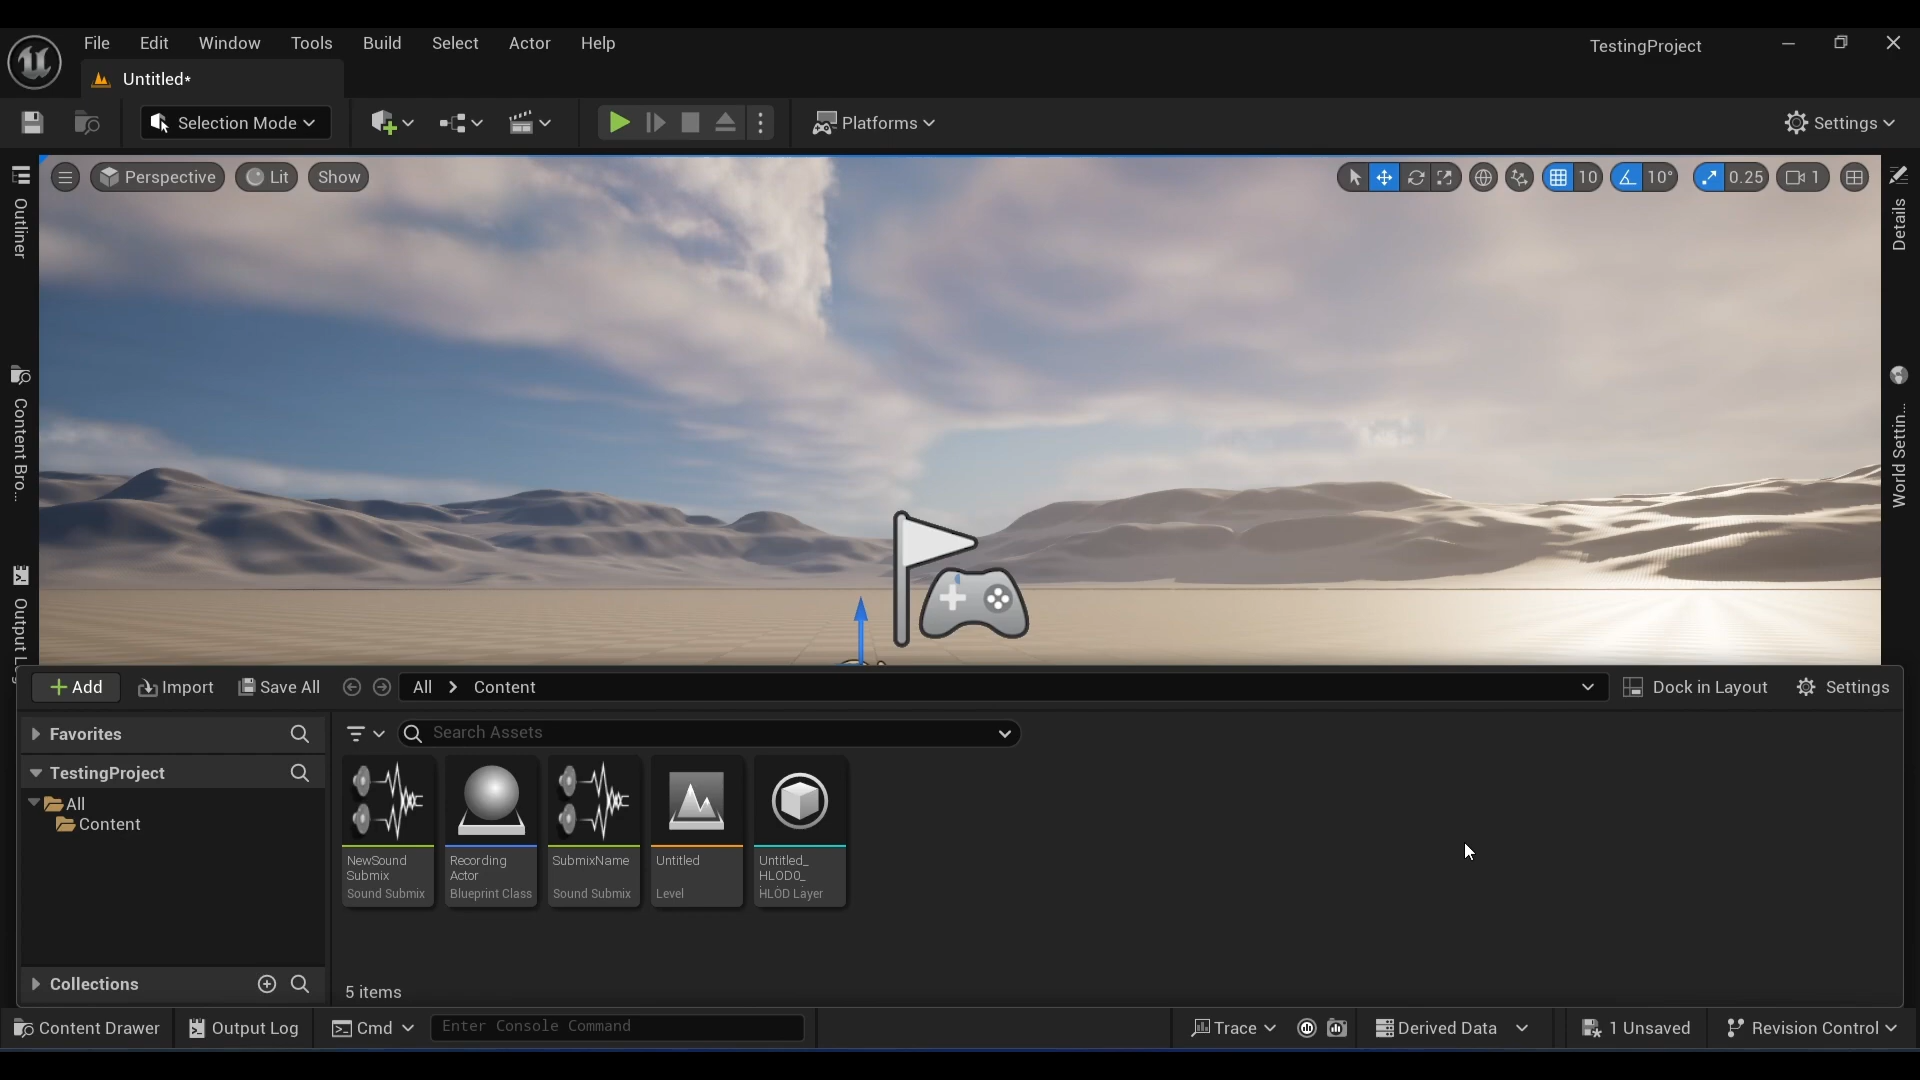 File Edit Window Tools Build Select Actor Help
TestingProject
Untitled*
Selection Mode
Platforms
Settings
Perspective Lit Show
10 10° 0.25 1
Outliner
Content Bro...
Details
World Settin...
Add Import Save All All Content Dock in Layout Settings
Favorites
Search Assets
TestingProject
All
Content
NewSound
Submix
Sound Submix
Recording
Actor
Blueprint Class
SubmixName
Sound Submix
Untitled
Level
Untitled_
HLOD0_
HLOD Layer
Collections
5 items
Content Drawer Output Log Cmd Enter Console Command Trace Derived Data 1 Unsaved Revision Control